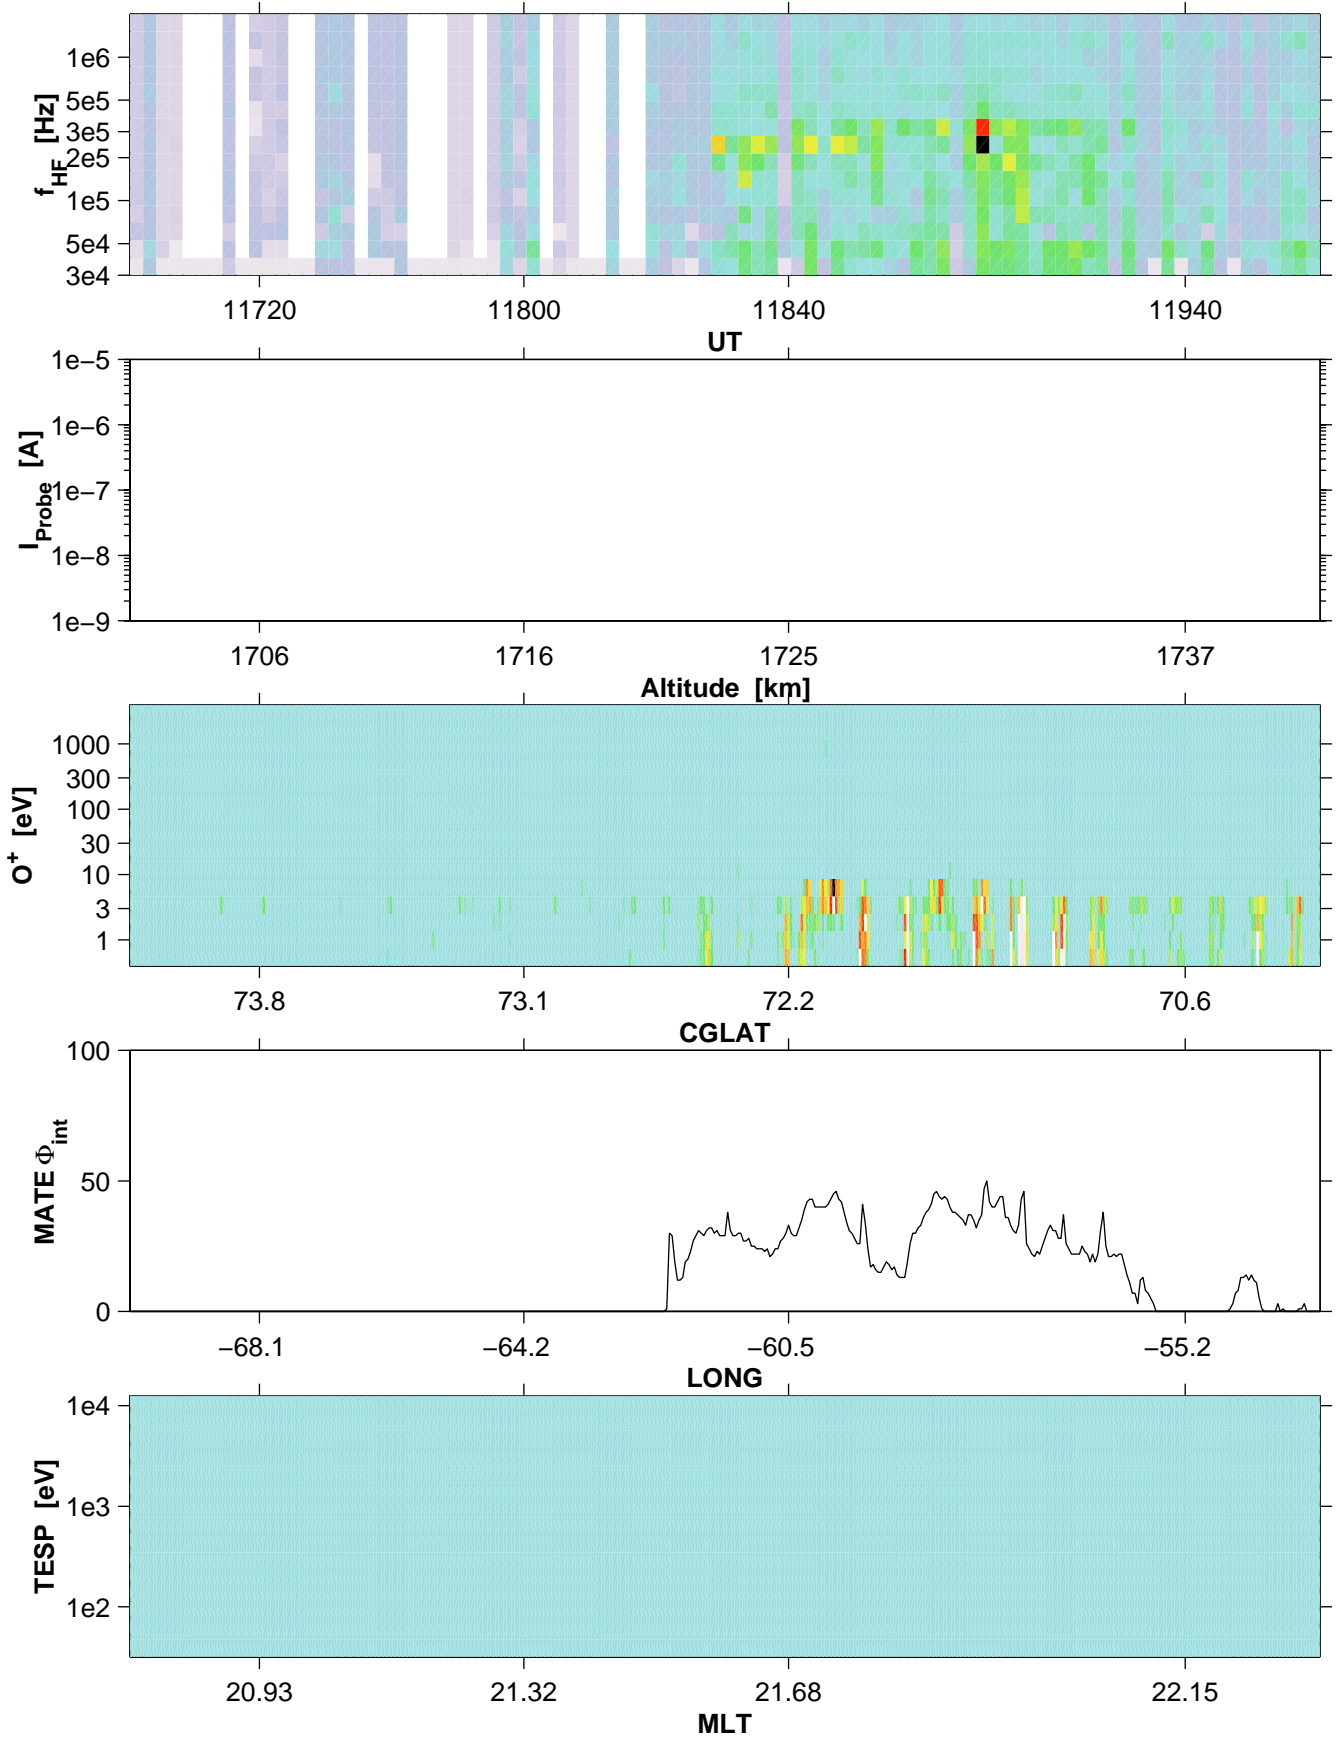 f_HF [Hz]
1e6
5e5
3e5
2e5
1e5
5e4
3e4
11720 11800 11840 11940
UT
I_Probe [A]
1e−5
1e−6
1e−7
1e−8
1e−9
1706 1716 1725 1737
Altitude [km]
O⁺ [eV]
1000
300
100
30
10
3
1
73.8 73.1 72.2 70.6
CGLAT
MATE Φ_int
100
50
0
−68.1 −64.2 −60.5 −55.2
LONG
TESP [eV]
1e4
1e3
1e2
20.93 21.32 21.68 22.15
MLT